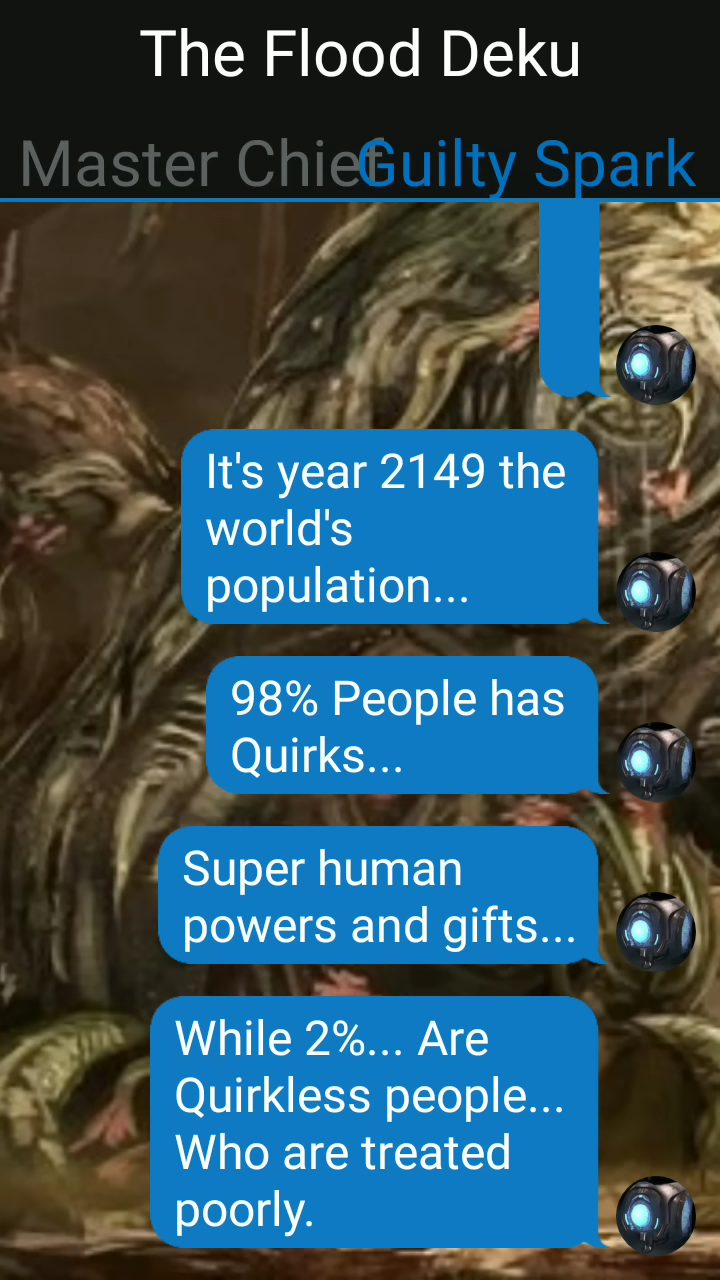 The Flood Deku
Master Chief
Guilty Spark
It's year 2149 the
world's
population...
98% People has
Quirks...
Super human
powers and gifts...
While 2%... Are
Quirkless people...
Who are treated
poorly.